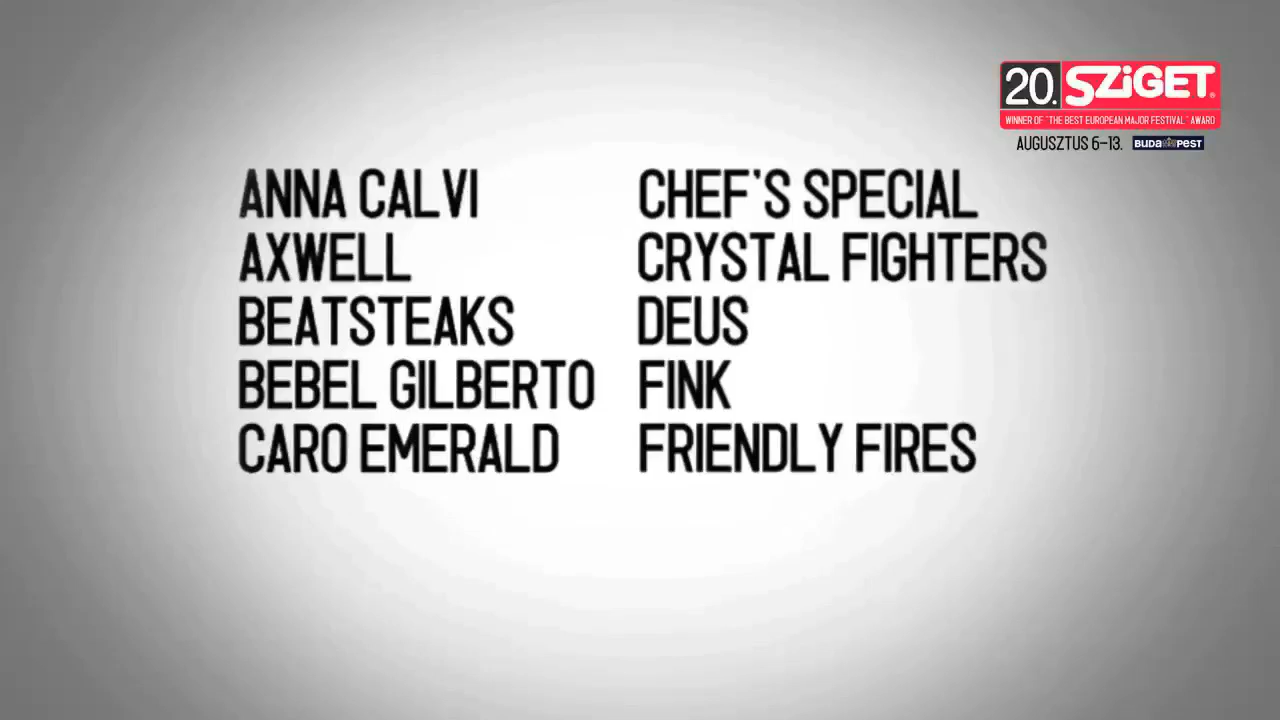 20. SZiGET®
WINNER OF "THE BEST EUROPEAN MAJOR FESTIVAL" AWARD
AUGUSZTUS 6-13. BUDAPEST
ANNA CALVI
AXWELL
BEATSTEAKS
BEBEL GILBERTO
CARO EMERALD
CHEF'S SPECIAL
CRYSTAL FIGHTERS
DEUS
FINK
FRIENDLY FIRES